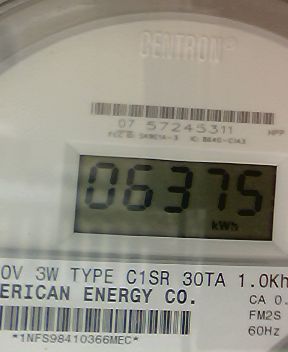 CENTRON®
07 57245311
HPP
06375
kWh
0V 3W TYPE C1SR 30TA 1.0Kh
ERICAN ENERGY CO.
CA 0.
FM2S
60Hz
*1NFS98410366MEC*